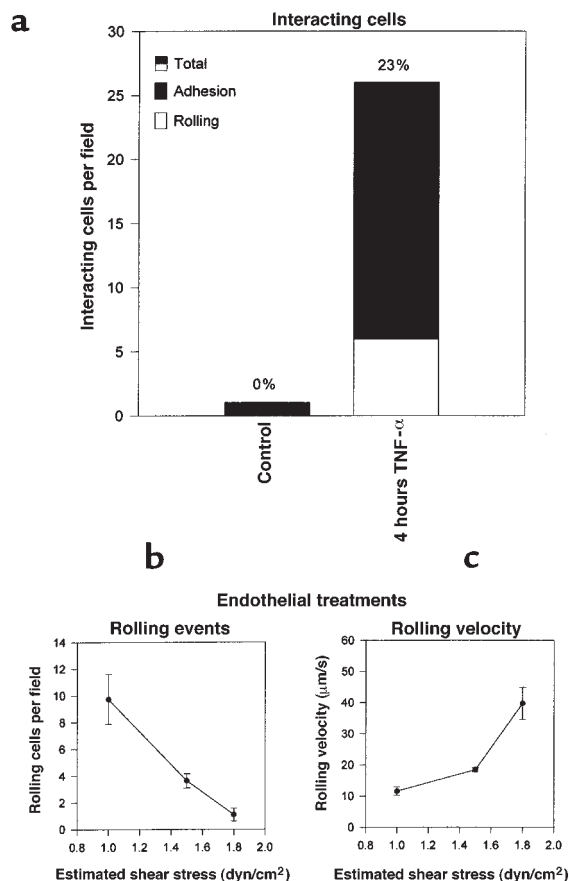 a
Interacting cells
Interacting cells per field
30
25
20
15
10
5
0
Total
Adhesion
Rolling
0%
23%
Control
4 hours TNF-α
b
c
Endothelial treatments
Rolling events
Rolling cells per field
14
12
10
8
6
4
2
0
0.8 1.0 1.2 1.4 1.6 1.8 2.0
Estimated shear stress (dyn/cm²)
Rolling velocity
Rolling velocity (μm/s)
60
50
40
30
20
10
0
0.8 1.0 1.2 1.4 1.6 1.8 2.0
Estimated shear stress (dyn/cm²)